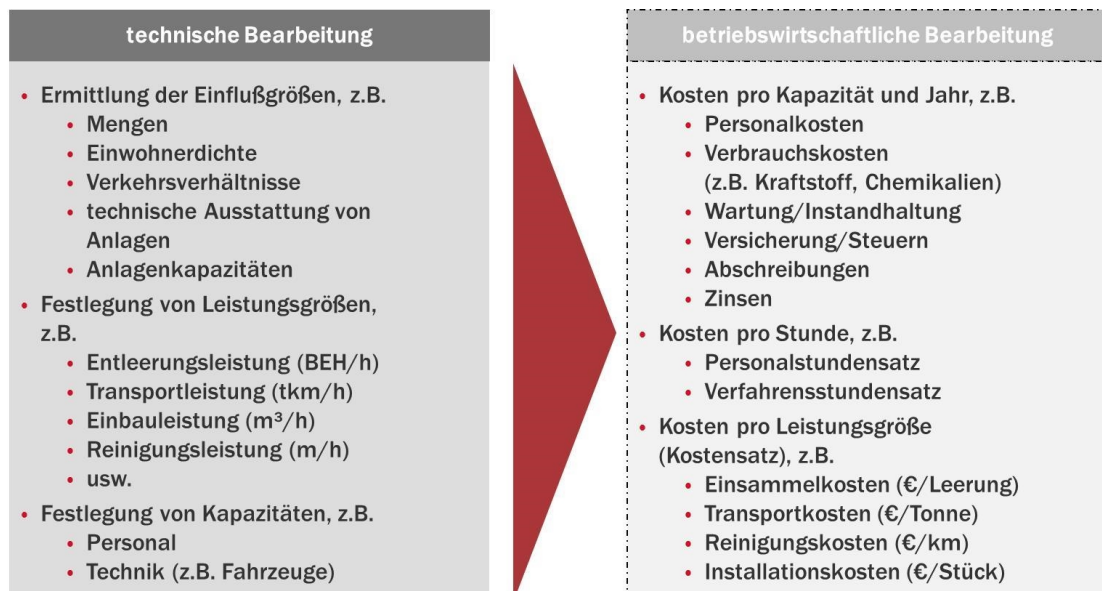 technische Bearbeitung
• Ermittlung der Einflußgrößen, z.B.
• Mengen
• Einwohnerdichte
• Verkehrsverhältnisse
• technische Ausstattung von
Anlagen
• Anlagenkapazitäten
• Festlegung von Leistungsgrößen,
z.B.
• Entleerungsleistung (BEH/h)
• Transportleistung (tkm/h)
• Einbauleistung (m³/h)
• Reinigungsleistung (m/h)
• usw.
• Festlegung von Kapazitäten, z.B.
• Personal
• Technik (z.B. Fahrzeuge)
betriebswirtschaftliche Bearbeitung
• Kosten pro Kapazität und Jahr, z.B.
• Personalkosten
• Verbrauchskosten
(z.B. Kraftstoff, Chemikalien)
• Wartung/Instandhaltung
• Versicherung/Steuern
• Abschreibungen
• Zinsen
• Kosten pro Stunde, z.B.
• Personalstundensatz
• Verfahrensstundensatz
• Kosten pro Leistungsgröße
(Kostensatz), z.B.
• Einsammelkosten (€/Leerung)
• Transportkosten (€/Tonne)
• Reinigungskosten (€/km)
• Installationskosten (€/Stück)